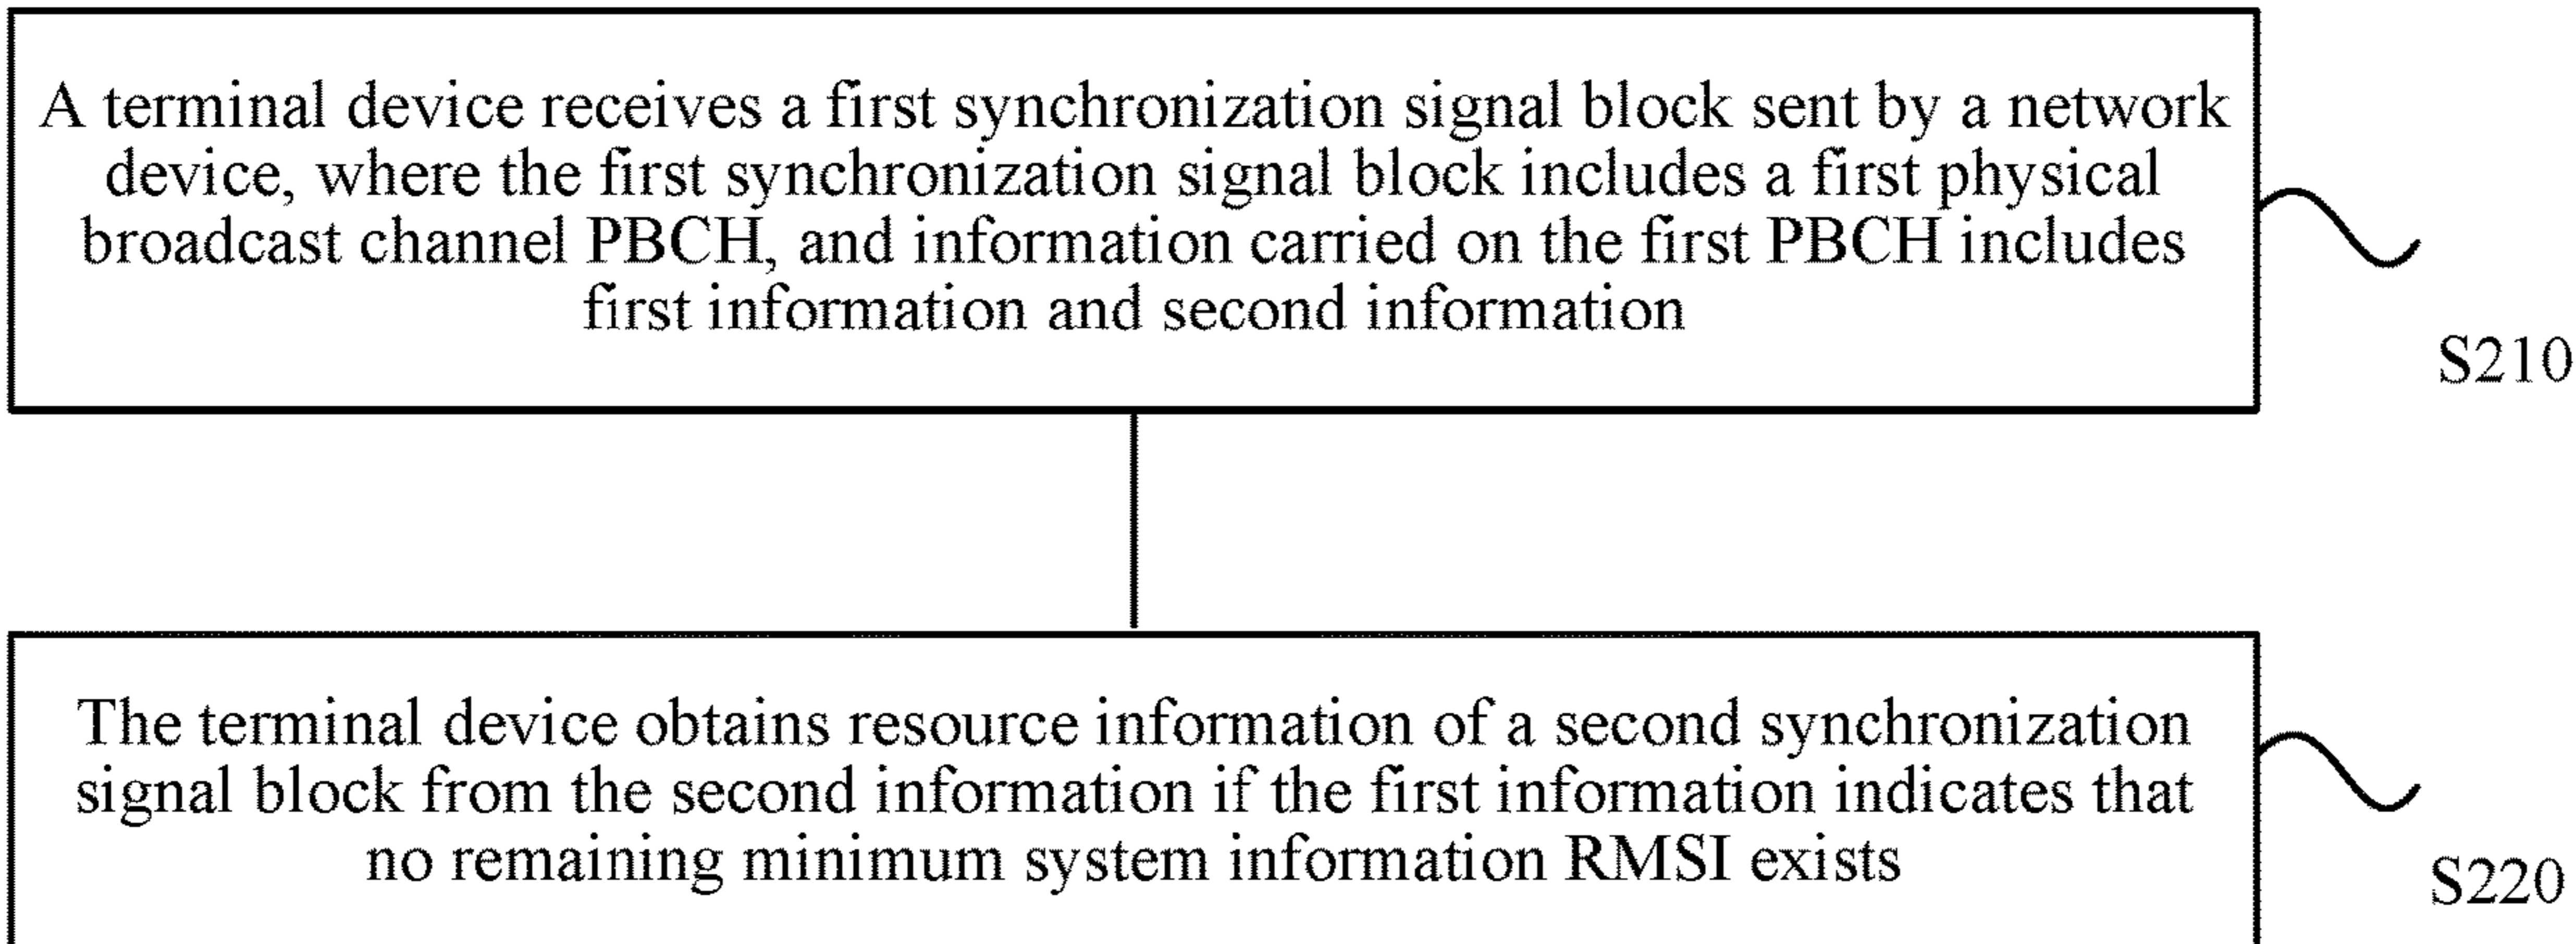 A terminal device receives a first synchronization signal block sent by a network
device, where the first synchronization signal block includes a first physical
broadcast channel PBCH, and information carried on the first PBCH includes
first information and second information
S210
The terminal device obtains resource information of a second synchronization
signal block from the second information if the first information indicates that
no remaining minimum system information RMSI exists
S220